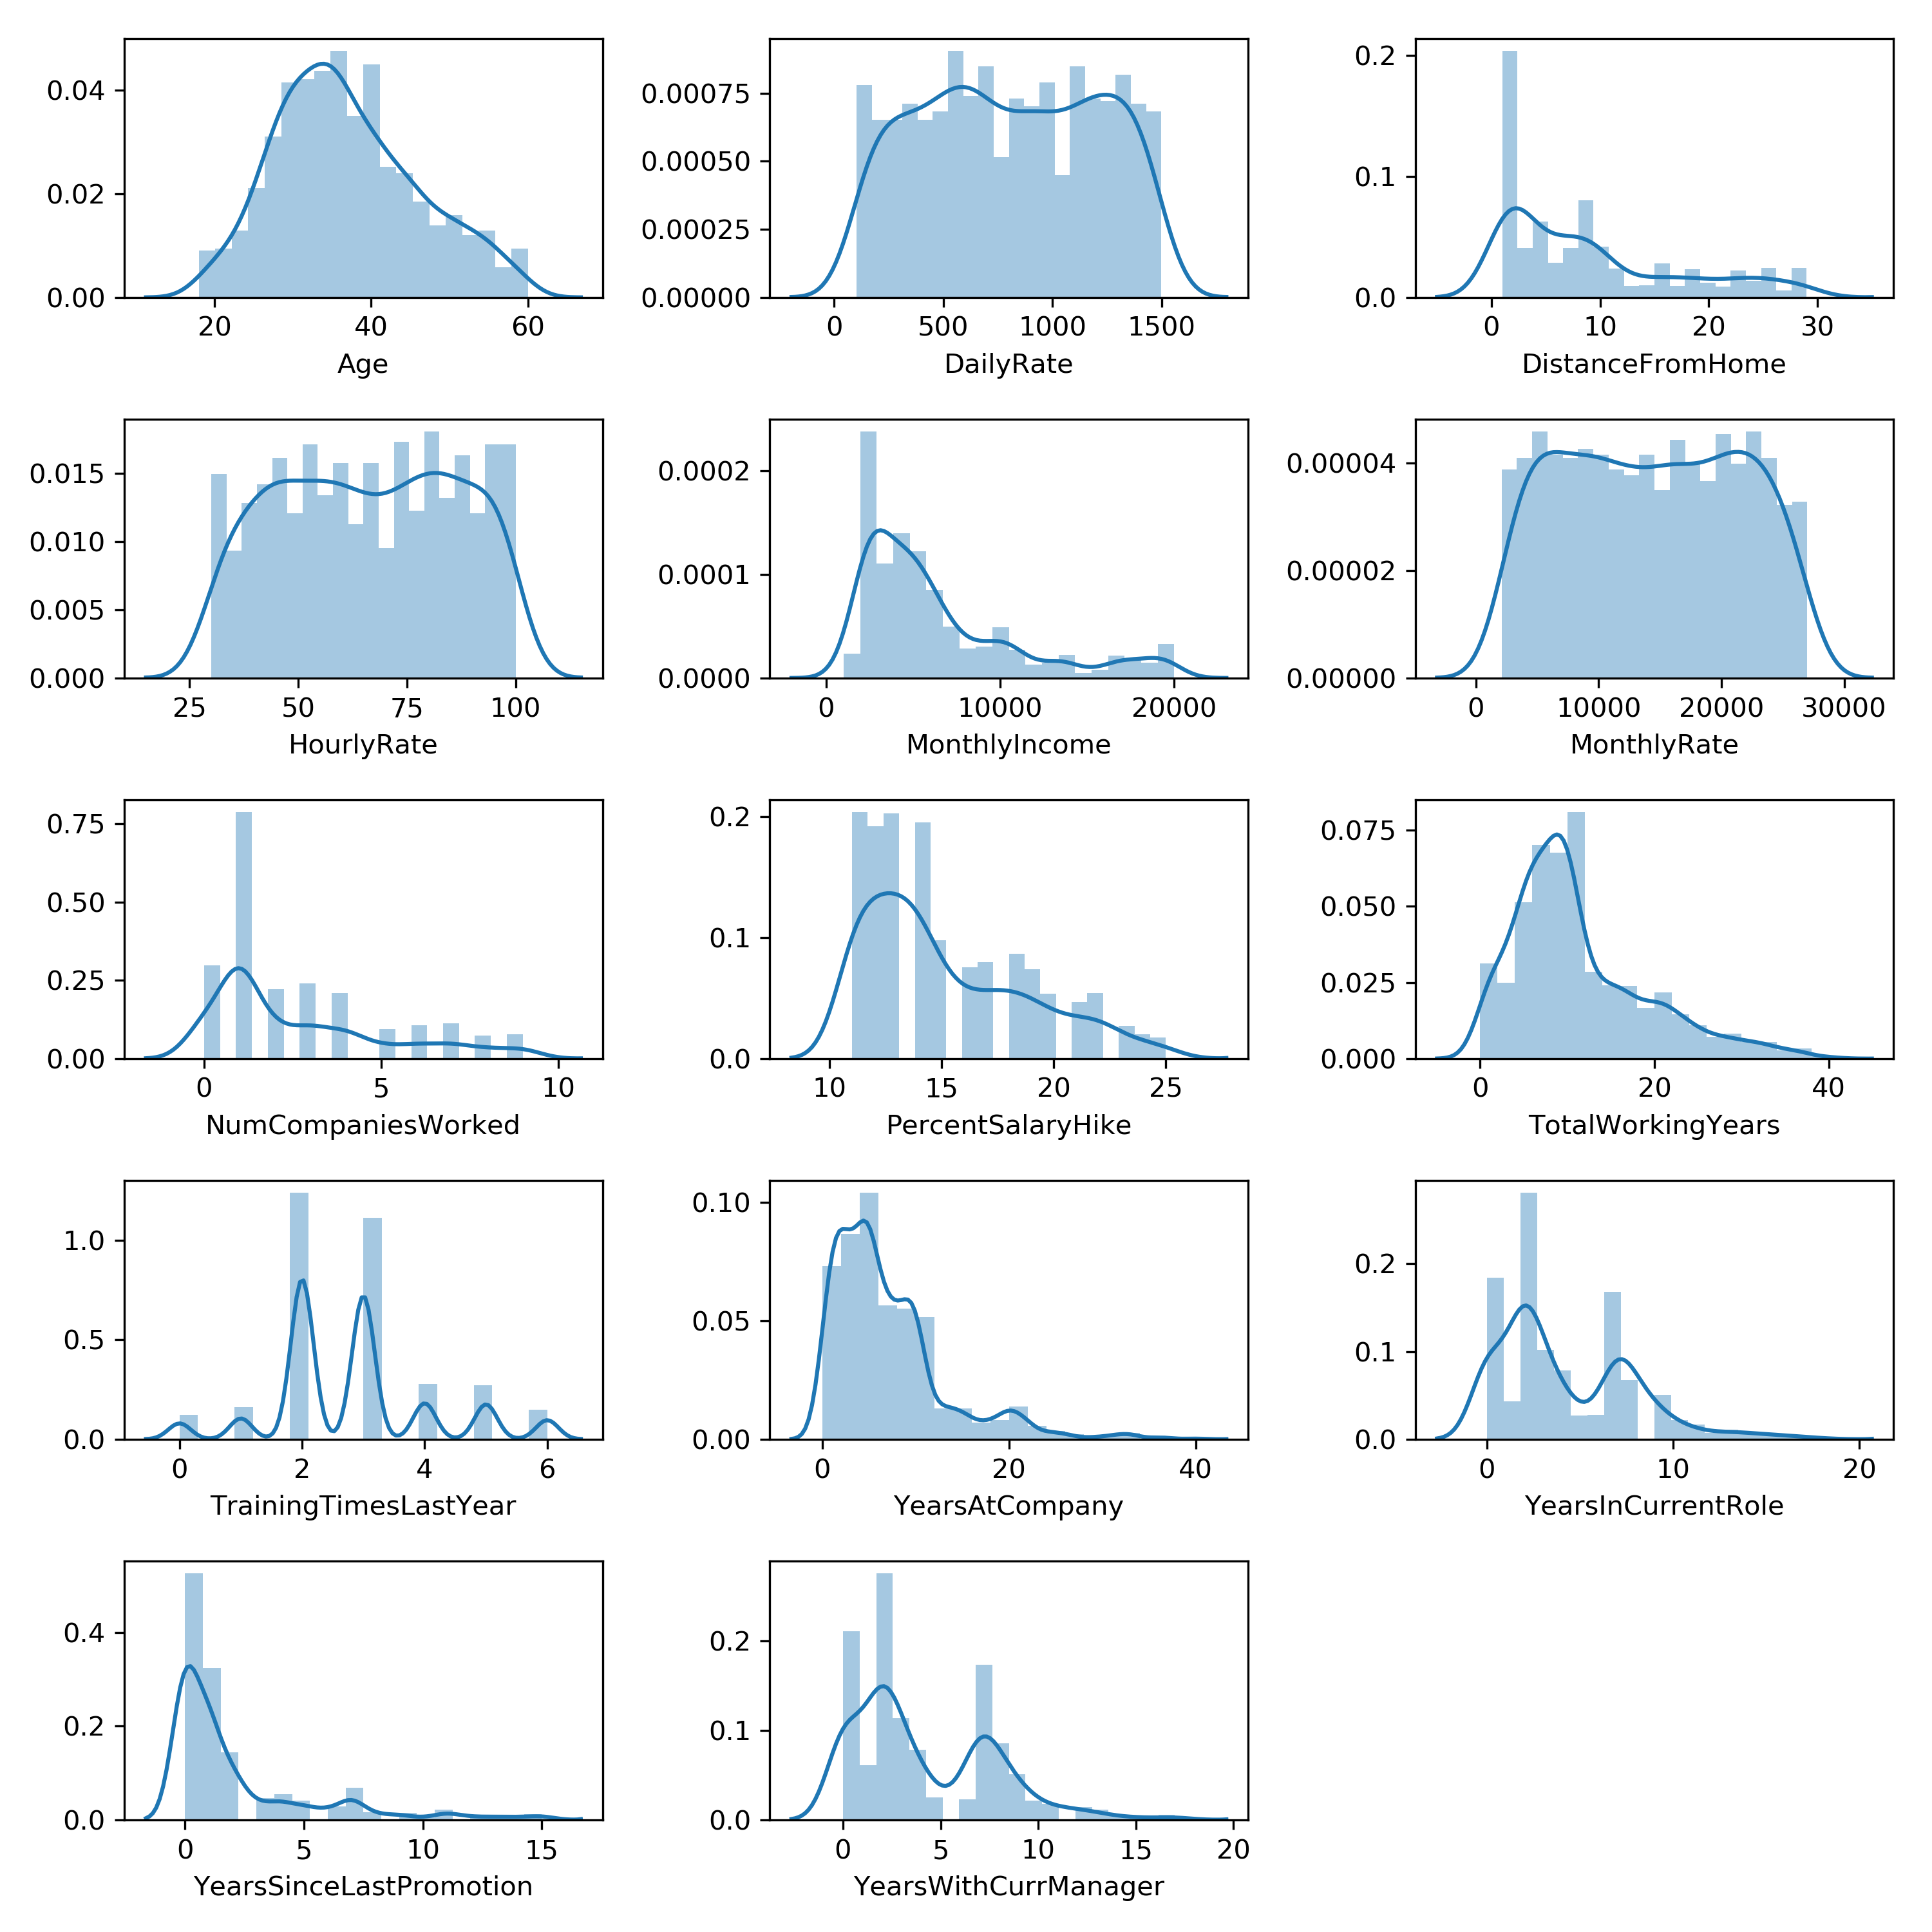 0.04
0.02
0.00
20 40 60
Age
0.00075
0.00050
0.00025
0.00000
0 500 1000 1500
DailyRate
0.2
0.1
0.0
0 10 20 30
DistanceFromHome
0.015
0.010
0.005
0.000
25 50 75 100
HourlyRate
0.0002
0.0001
0.0000
0 10000 20000
MonthlyIncome
0.00004
0.00002
0.00000
0 10000 20000 30000
MonthlyRate
0.75
0.50
0.25
0.00
0 5 10
NumCompaniesWorked
0.2
0.1
0.0
10 15 20 25
PercentSalaryHike
0.075
0.050
0.025
0.000
0 20 40
TotalWorkingYears
1.0
0.5
0.0
0 2 4 6
TrainingTimesLastYear
0.10
0.05
0.00
0 20 40
YearsAtCompany
0.2
0.1
0.0
0 10 20
YearsInCurrentRole
0.4
0.2
0.0
0 5 10 15
YearsSinceLastPromotion
0.2
0.1
0.0
0 5 10 15 20
YearsWithCurrManager